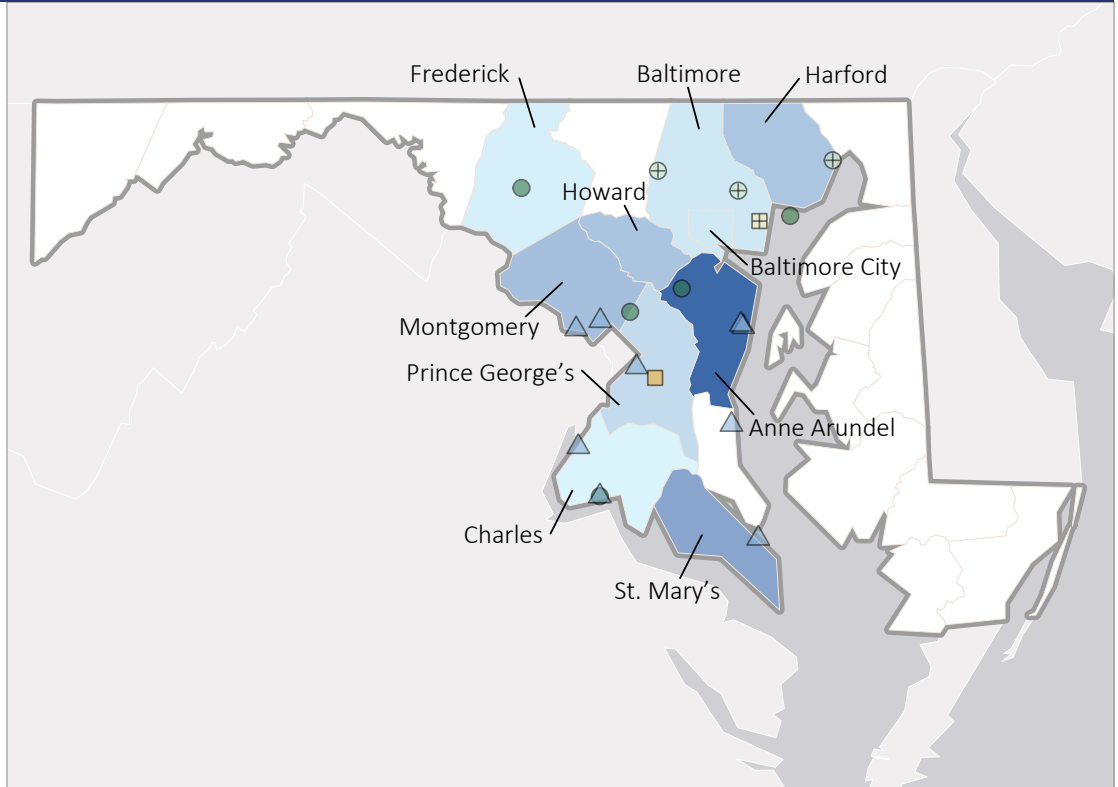 Frederick
Baltimore
Harford
Howard
Baltimore City
Montgomery
Prince George’s
Anne Arundel
Charles
St. Mary’s